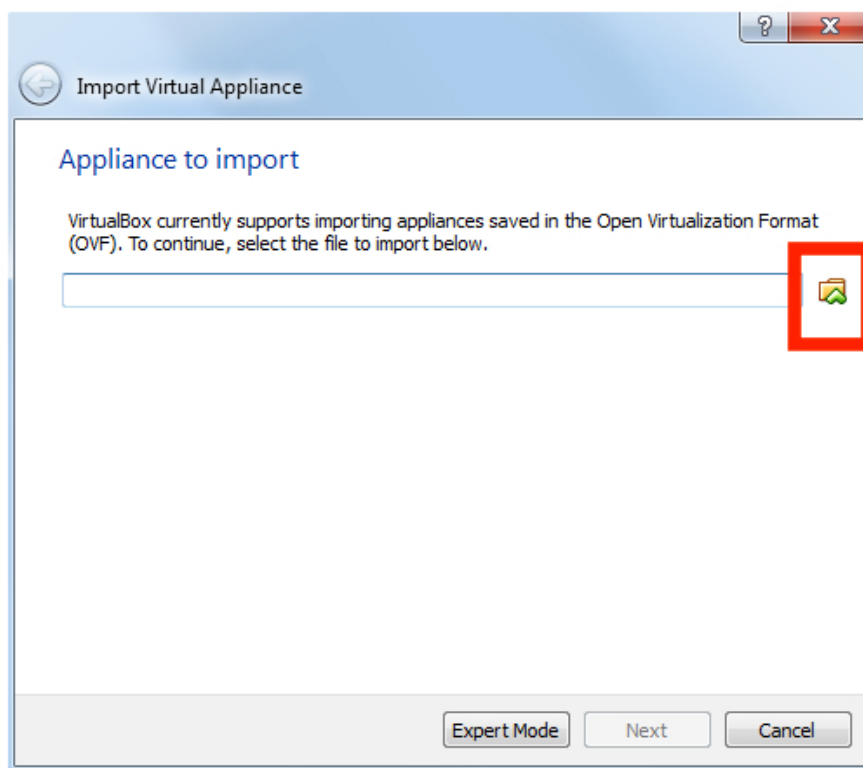 Import Virtual Appliance
Appliance to import
VirtualBox currently supports importing appliances saved in the Open Virtualization Format
(OVF). To continue, select the file to import below.
Expert Mode Next Cancel